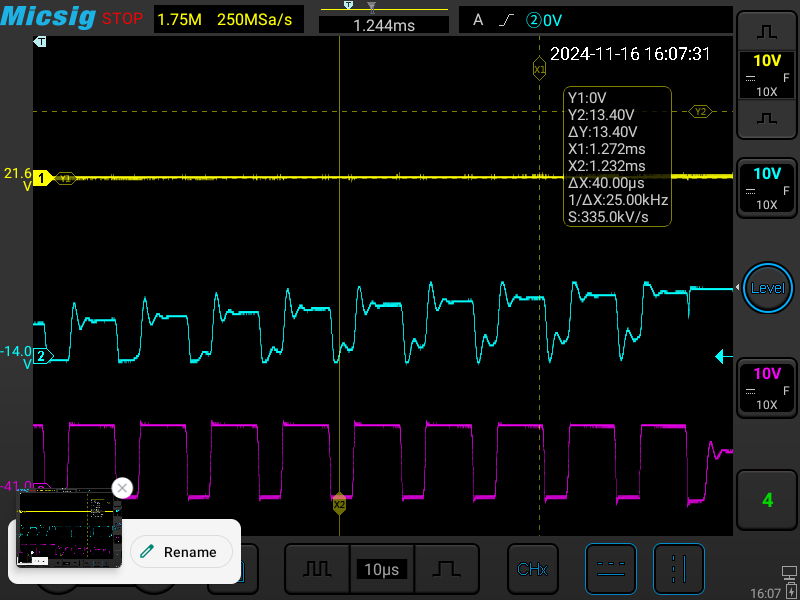 Micsig STOP 1.75M 250MSa/s T 1.244ms A ②0V
T
2024-11-16 16:07:31
X1
10V
F
10X
Y1:0V
Y2:13.40V
ΔY:13.40V
X1:1.272ms
X2:1.232ms
ΔX:40.00μs
1/ΔX:25.00kHz
S:335.0kV/s
Y2
21.6
V
1
Y1
10V
F
10X
Level
-14.0
V
2
10V
F
10X
-41.0
X2
4
Rename
10μs
CHx
16:07